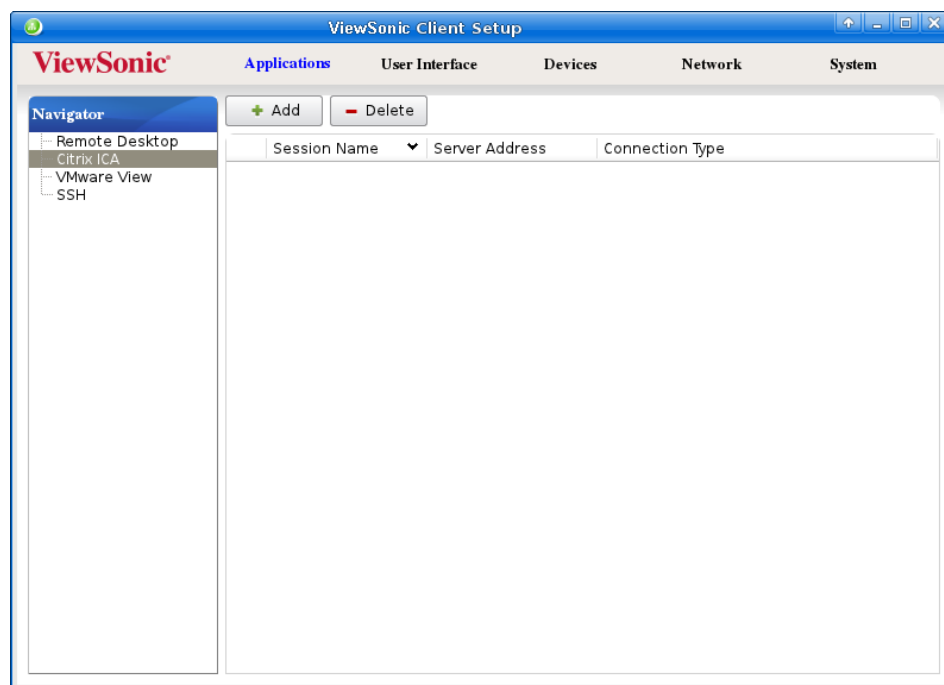 ViewSonic Client Setup
ViewSonic®
Applications User Interface Devices Network System
Navigator
Remote Desktop
Citrix ICA
VMware View
SSH
Add Delete
Session Name Server Address Connection Type